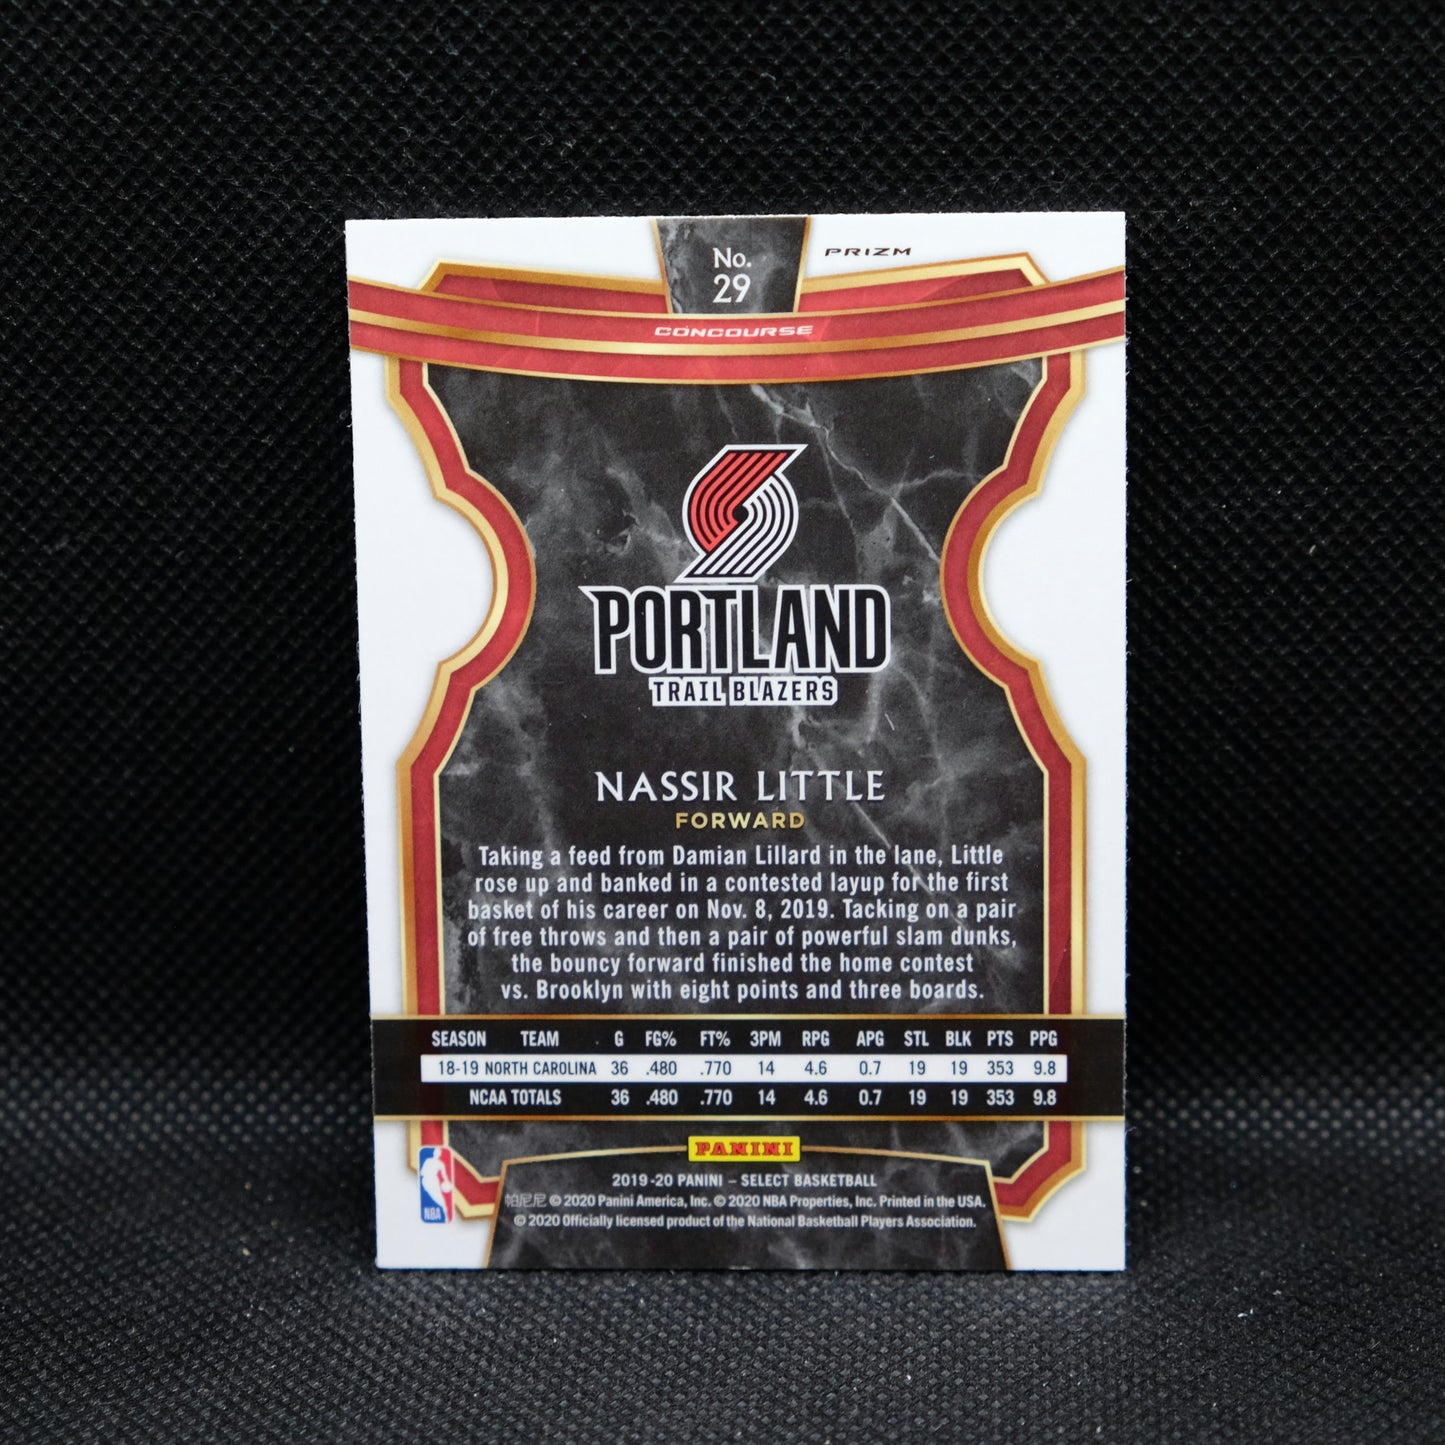 No.
29
PRIZM
CONCOURSE
PORTLAND
TRAIL BLAZERS
NASSIR LITTLE
FORWARD
Taking a feed from Damian Lillard in the lane, Little
rose up and banked in a contested layup for the first
basket of his career on Nov. 8, 2019. Tacking on a pair
of free throws and then a pair of powerful slam dunks,
the bouncy forward finished the home contest
vs. Brooklyn with eight points and three boards.
SEASON TEAM G FG% FT% 3PM RPG APG STL BLK PTS PPG
18-19 NORTH CAROLINA 36 .480 .770 14 4.6 0.7 19 19 353 9.8
NCAA TOTALS 36 .480 .770 14 4.6 0.7 19 19 353 9.8
PANINI
2019-20 PANINI – SELECT BASKETBALL
帕尼尼 © 2020 Panini America, Inc. © 2020 NBA Properties, Inc. Printed in the USA.
© 2020 Officially licensed product of the National Basketball Players Association.
NBA